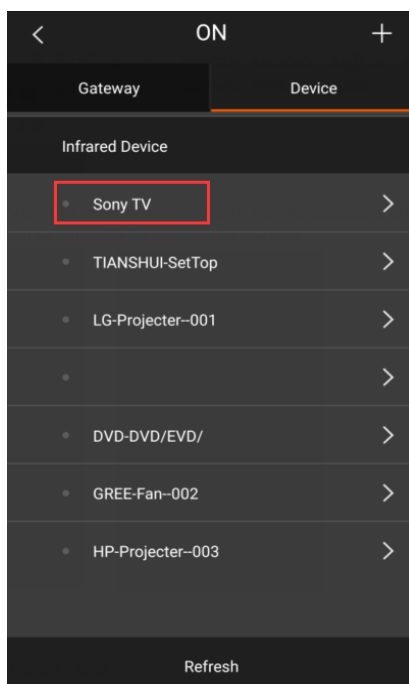 ON
Gateway Device
Infrared Device
Sony TV
TIANSHUI-SetTop
LG-Projecter--001
DVD-DVD/EVD/
GREE-Fan--002
HP-Projecter--003
Refresh